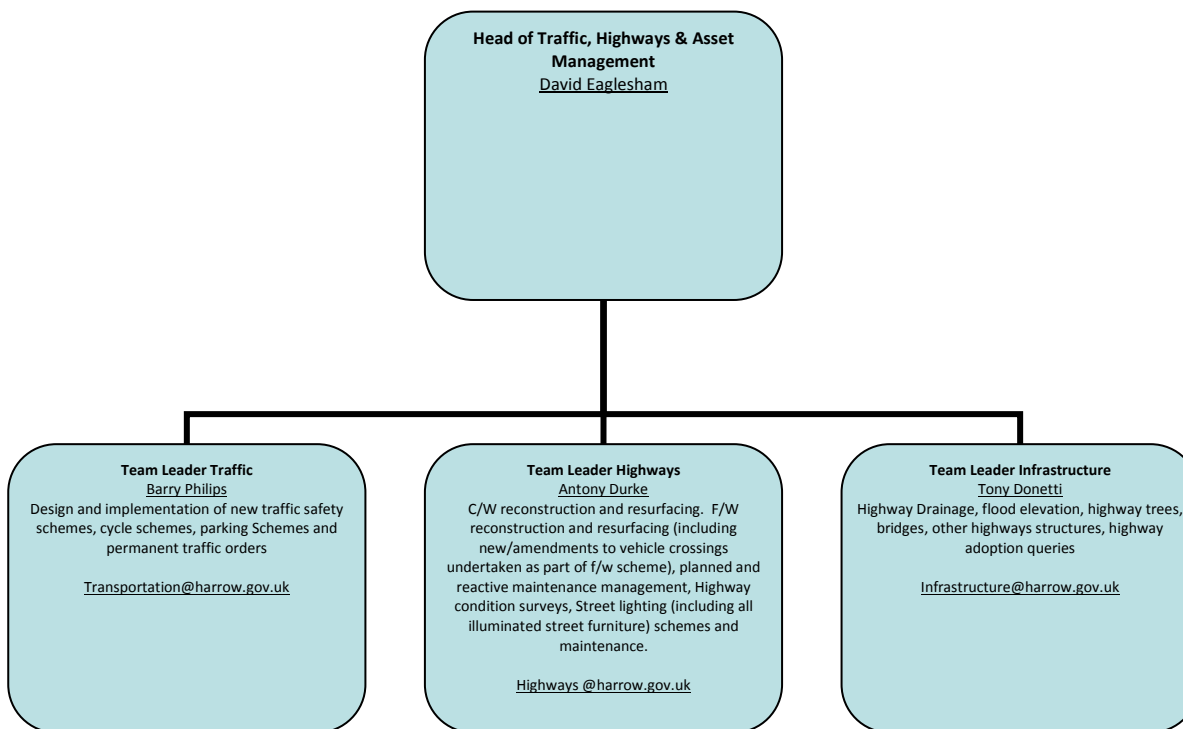 Head of Traffic, Highways & Asset
Management
David Eaglesham
Team Leader Traffic
Barry Philips
Design and implementation of new traffic safety
schemes, cycle schemes, parking Schemes and
permanent traffic orders
Transportation@harrow.gov.uk
Team Leader Highways
Antony Durke
C/W reconstruction and resurfacing.  F/W
reconstruction and resurfacing (including
new/amendments to vehicle crossings
undertaken as part of f/w scheme), planned and
reactive maintenance management, Highway
condition surveys, Street lighting (including all
illuminated street furniture) schemes and
maintenance.
Highways @harrow.gov.uk
Team Leader Infrastructure
Tony Donetti
Highway Drainage, flood elevation, highway trees,
bridges, other highways structures, highway
adoption queries
Infrastructure@harrow.gov.uk